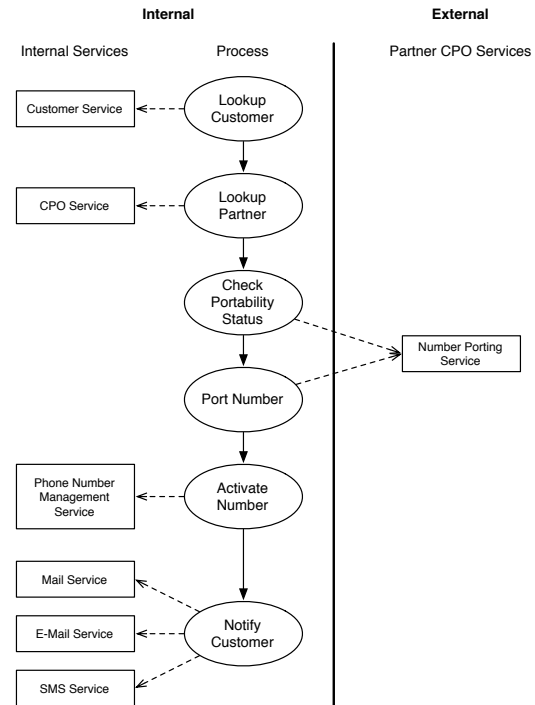 Internal
External
Internal Services
Process
Partner CPO Services
Customer Service
Lookup
Customer
CPO Service
Lookup
Partner
Check
Portability
Status
Number Porting
Service
Port Number
Phone Number
Management
Service
Activate
Number
Mail Service
E-Mail Service
Notify
Customer
SMS Service